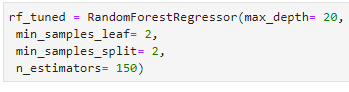 rf_tuned = RandomForestRegressor(max_depth= 20,
min_samples_leaf= 2,
min_samples_split= 2,
n_estimators= 150)